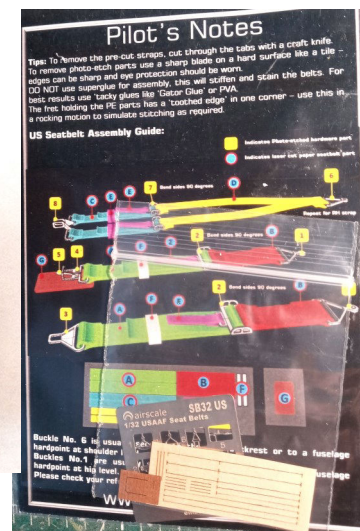 Pilot's Notes
Tips: To remove the pre-cut straps, cut through the tabs with a craft knife.
To remove photo-etch parts use a sharp blade on a hard surface like a tile -
edges can be sharp and eye protection should be worn.
DO NOT use superglue for assembly, this will stiffen and stain the belts. For
best results use 'tacky glues like 'Gator Glue' or PVA.
The fret holding the PE parts has a 'toothed edge' in one corner - use this in
a rocking motion to simulate stitching as required.
US Seatbelt Assembly Guide:
Indicates Photo-etched hardware part
Indicates laser cut paper seatbelt part
Bend sides 90 degrees
Repeat for RH strap
Bend sides 90 degrees
Bend sides 90 degrees
A
B
C
F
G
airscale SB32 US
1/32 USAAF Seat Belts
Buckle No. 6 is
hardpoint at shoulder
Buckles No.1 are
hardpoint at hip level.
Please check your
krest or to a fuselage
fuselage